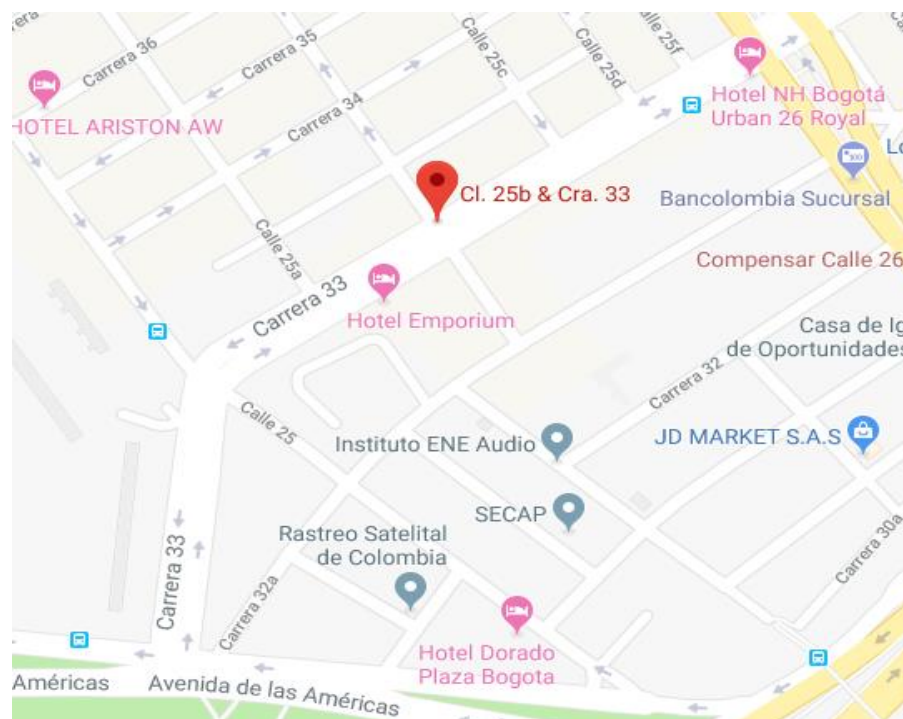 Carrera 36
Carrera 35
Calle 25c
Calle 25f
Calle 25d
HOTEL ARISTON AW
Carrera 34
Hotel NH Bogotá
Urban 26 Royal
Cl. 25b & Cra. 33
Bancolombia Sucursal
Calle 25a
Compensar Calle 26
Carrera 33
Hotel Emporium
Casa de Ig
de Oportunidades
Carrera 32
Calle 25
Instituto ENE Audio
JD MARKET S.A.S
SECAP
Rastreo Satelital
de Colombia
Carrera 33
Carrera 32a
Carrera 30a
Hotel Dorado
Plaza Bogota
Américas
Avenida de las Américas